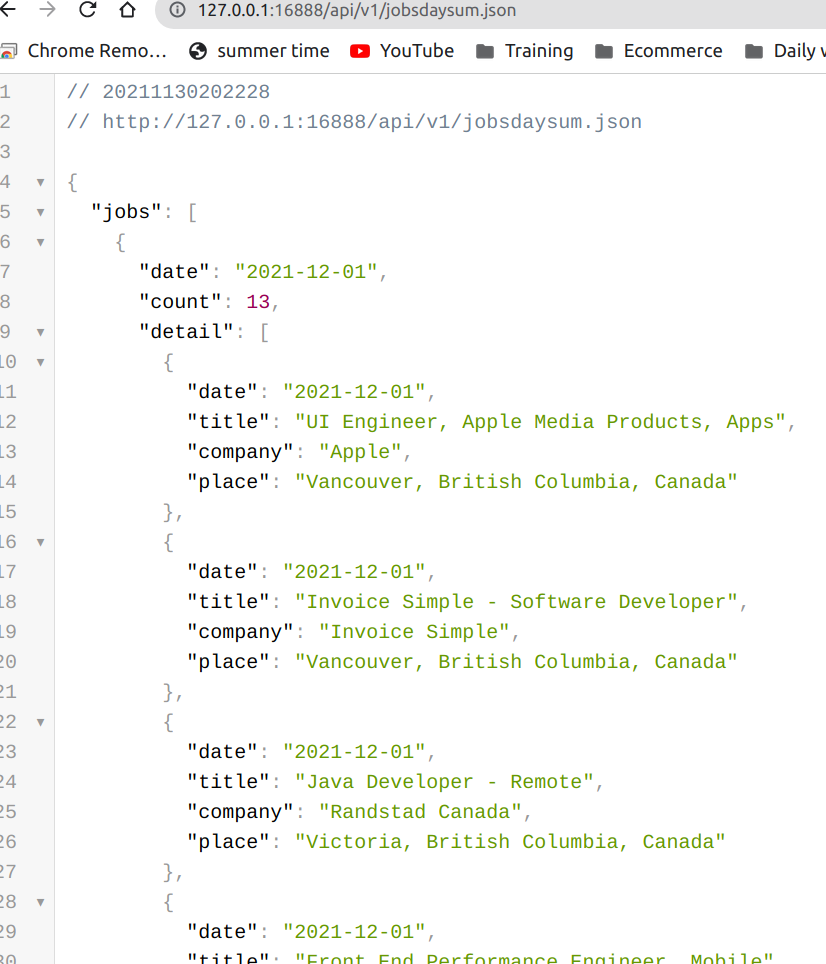 127.0.0.1:16888/api/v1/jobsdaysum.json
Chrome Remo... summer time YouTube Training Ecommerce Daily
1 // 20211130202228
2 // http://127.0.0.1:16888/api/v1/jobsdaysum.json
3
4 {
5 "jobs": [
6 {
7 "date": "2021-12-01",
8 "count": 13,
9 "detail": [
10 {
11 "date": "2021-12-01",
12 "title": "UI Engineer, Apple Media Products, Apps",
13 "company": "Apple",
14 "place": "Vancouver, British Columbia, Canada"
15 },
16 {
17 "date": "2021-12-01",
18 "title": "Invoice Simple - Software Developer",
19 "company": "Invoice Simple",
20 "place": "Vancouver, British Columbia, Canada"
21 },
22 {
23 "date": "2021-12-01",
24 "title": "Java Developer - Remote",
25 "company": "Randstad Canada",
26 "place": "Victoria, British Columbia, Canada"
27 },
28 {
29 "date": "2021-12-01",
30 "title": "Front End Performance Engineer, Mobile"